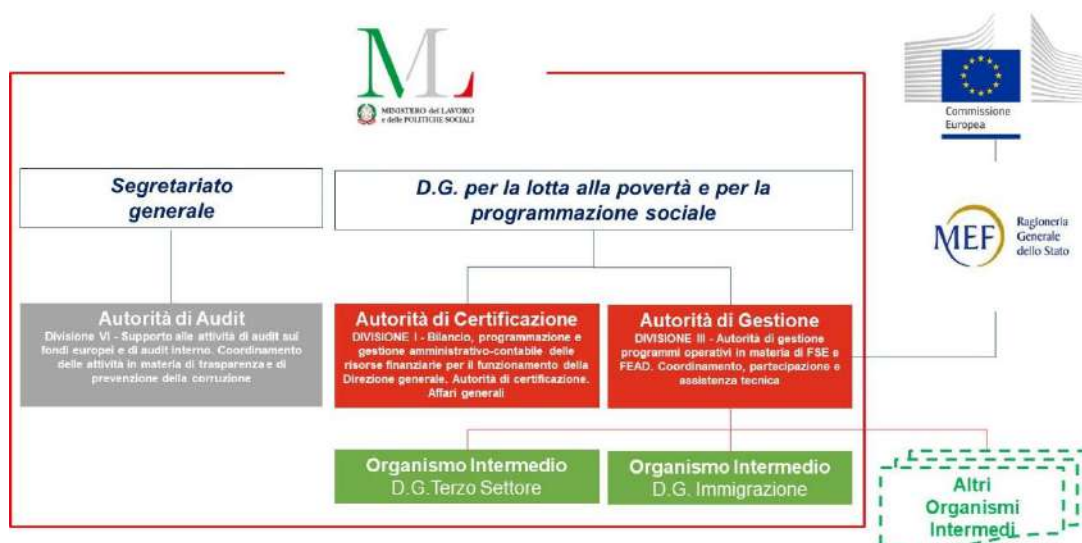 ML
MINISTERO del LAVORO
e delle POLITICHE SOCIALI
Commissione
Europea
Segretariato
generale
D.G. per la lotta alla povertà e per la
programmazione sociale
MEF
Ragioneria
Generale
dello Stato
Autorità di Audit
Divisione VI - Supporto alle attività di audit sui
fondi europei e di audit interno. Coordinamento
delle attività in materia di trasparenza e di
prevenzione della corruzione
Autorità di Certificazione
DIVISIONE I - Bilancio, programmazione e
gestione amministrativo-contabile delle
risorse finanziarie per il funzionamento della
Direzione generale. Autorità di certificazione.
Affari generali
Autorità di Gestione
DIVISIONE III - Autorità di gestione
programmi operativi in materia di FSE e
FEAD. Coordinamento, partecipazione e
assistenza tecnica
Organismo Intermedio
D.G.Terzo Settore
Organismo Intermedio
D.G. Immigrazione
Altri
Organismi
Intermedi